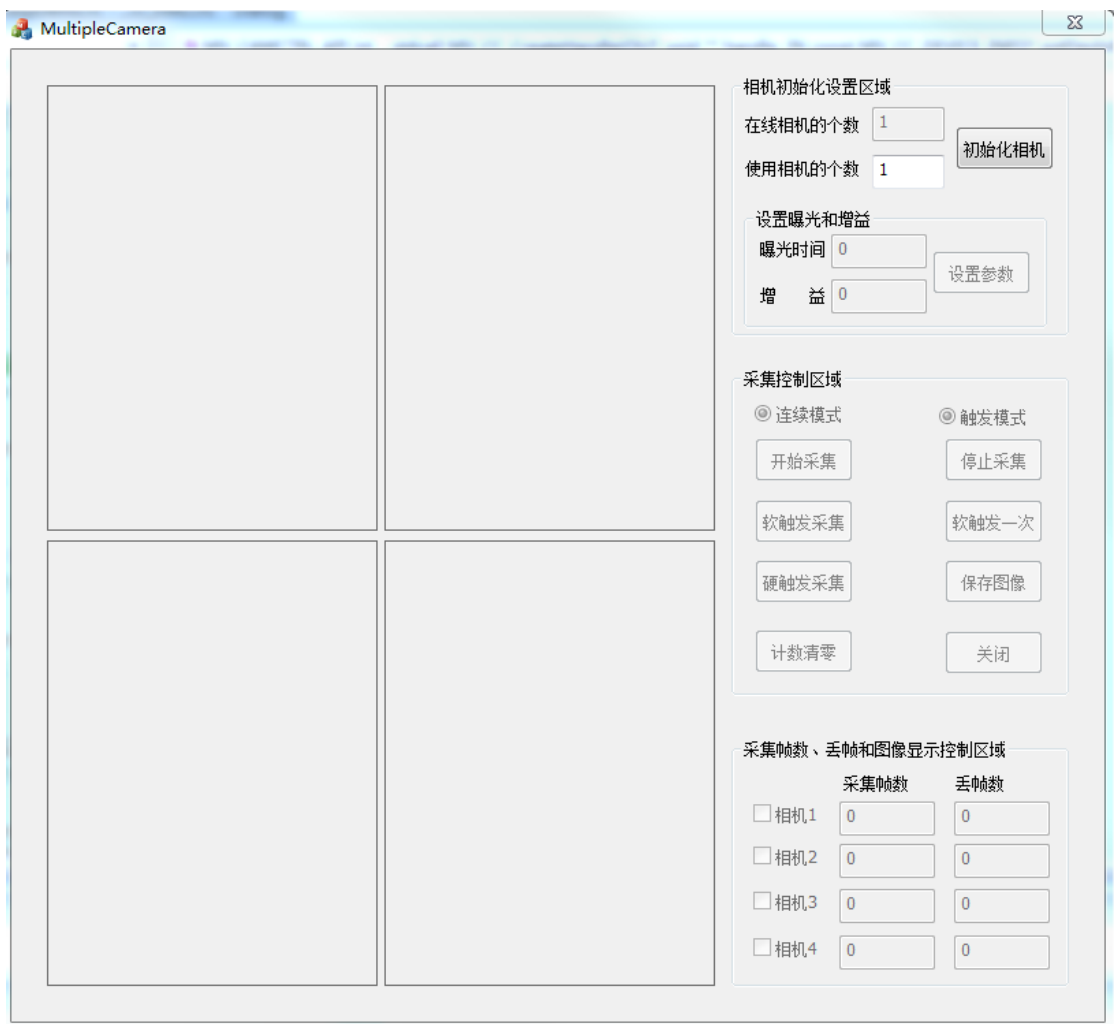 MultipleCamera
相机初始化设置区域
在线相机的个数 1
初始化相机
使用相机的个数 1
设置曝光和增益
曝光时间 0
设置参数
增 益 0
采集控制区域
连续模式 触发模式
开始采集 停止采集
软触发采集 软触发一次
硬触发采集 保存图像
计数清零 关闭
采集帧数、丢帧和图像显示控制区域
采集帧数 丢帧数
相机1 0 0
相机2 0 0
相机3 0 0
相机4 0 0